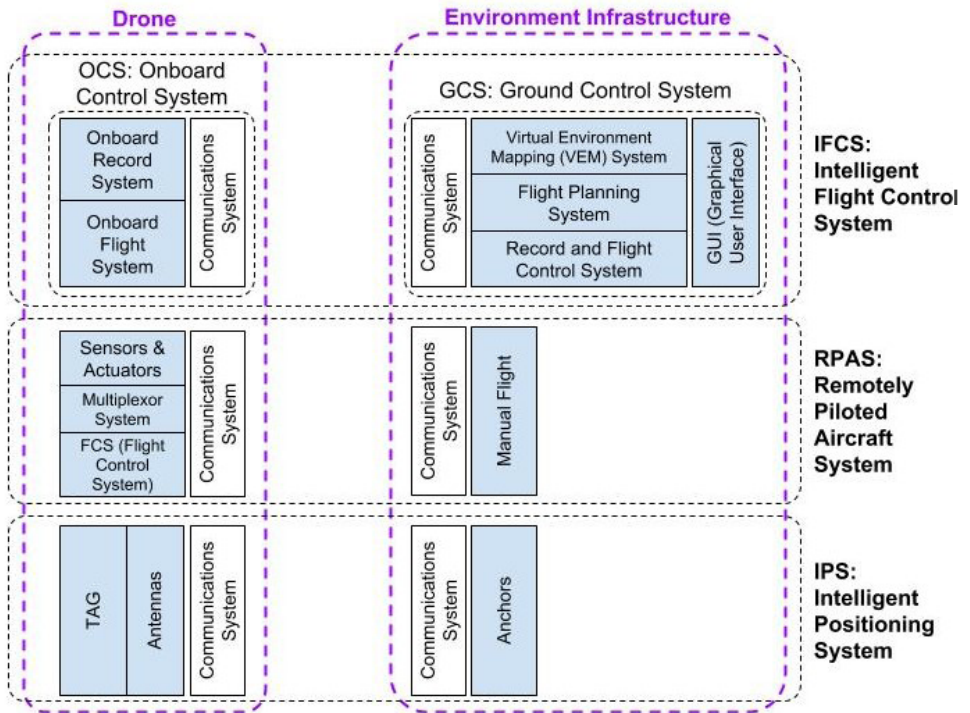 Drone
Environment Infrastructure
OCS: Onboard
Control System
Onboard
Record
System
Onboard
Flight
System
Communications
System
GCS: Ground Control System
Communications
System
Virtual Environment
Mapping (VEM) System
Flight Planning
System
Record and Flight
Control System
GUI (Graphical
User Interface)
IFCS:
Intelligent
Flight Control
System
Sensors &
Actuators
Multiplexor
System
FCS (Flight
Control
System)
Communications
System
Communications
System
Manual Flight
RPAS:
Remotely
Piloted
Aircraft
System
TAG
Antennas
Communications
System
Communications
System
Anchors
IPS:
Intelligent
Positioning
System